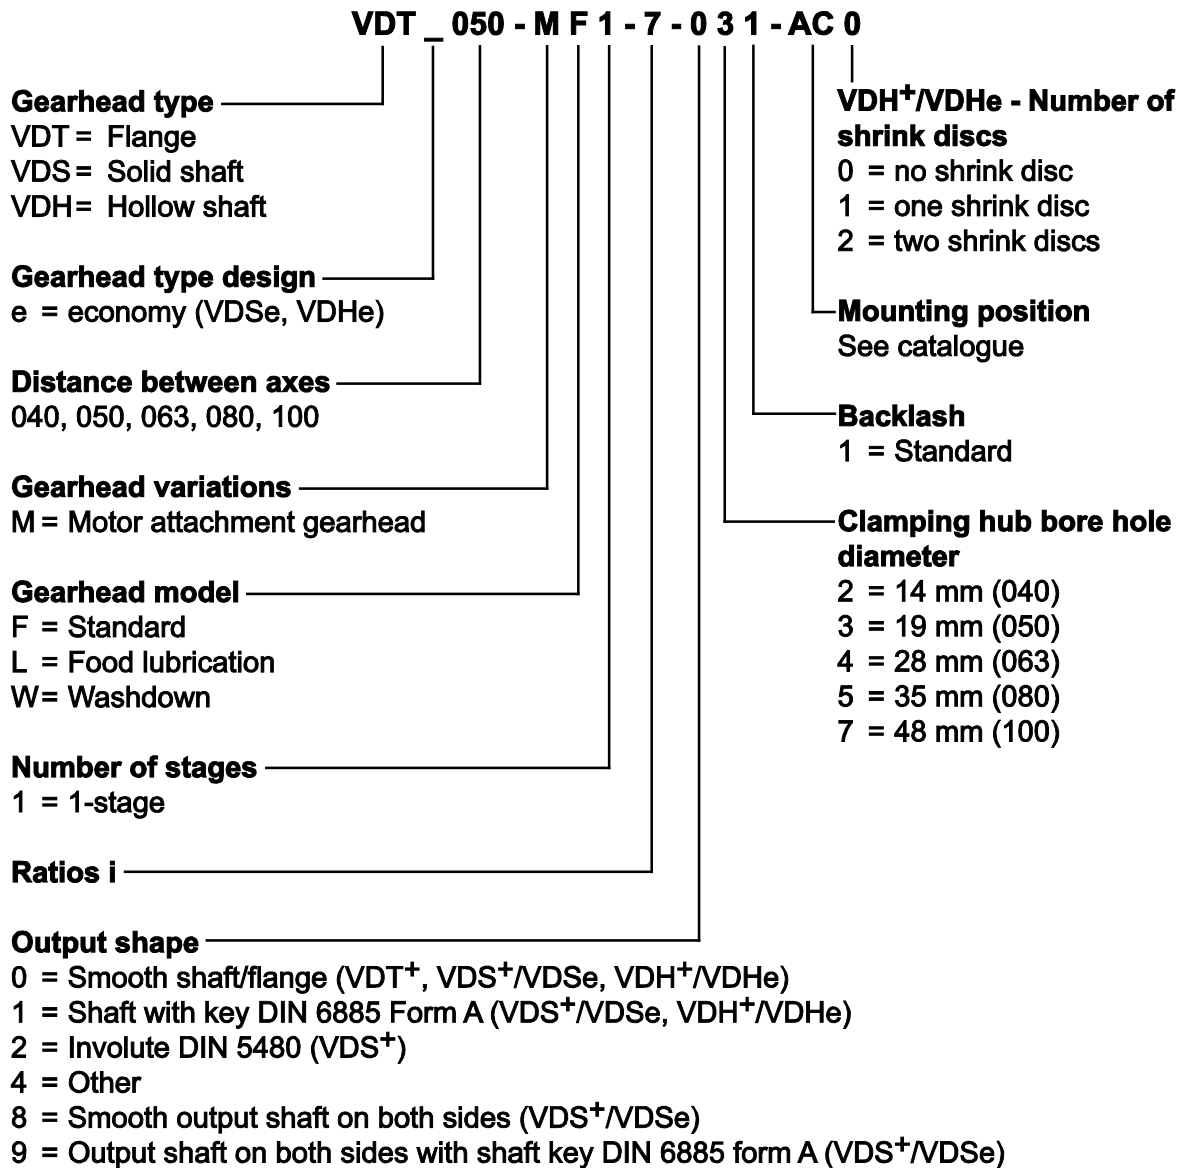 VDT _ 050 - M F 1 - 7 - 0 3 1 - AC 0
Gearhead type
VDT = Flange
VDS = Solid shaft
VDH = Hollow shaft
Gearhead type design
e = economy (VDSe, VDHe)
Distance between axes
040, 050, 063, 080, 100
Gearhead variations
M = Motor attachment gearhead
Gearhead model
F = Standard
L = Food lubrication
W = Washdown
Number of stages
1 = 1-stage
Ratios i
Output shape
0 = Smooth shaft/flange (VDT+, VDS+/VDSe, VDH+/VDHe)
1 = Shaft with key DIN 6885 Form A (VDS+/VDSe, VDH+/VDHe)
2 = Involute DIN 5480 (VDS+)
4 = Other
8 = Smooth output shaft on both sides (VDS+/VDSe)
9 = Output shaft on both sides with shaft key DIN 6885 form A (VDS+/VDSe)
VDH+/VDHe - Number of
shrink discs
0 = no shrink disc
1 = one shrink disc
2 = two shrink discs
Mounting position
See catalogue
Backlash
1 = Standard
Clamping hub bore hole
diameter
2 = 14 mm (040)
3 = 19 mm (050)
4 = 28 mm (063)
5 = 35 mm (080)
7 = 48 mm (100)